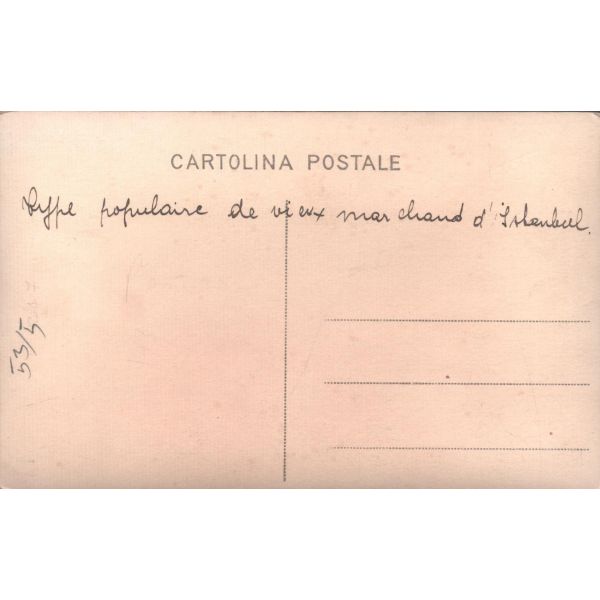 CARTOLINA POSTALE
Type populaire de vieux marchand d'Istanbul.
53/5